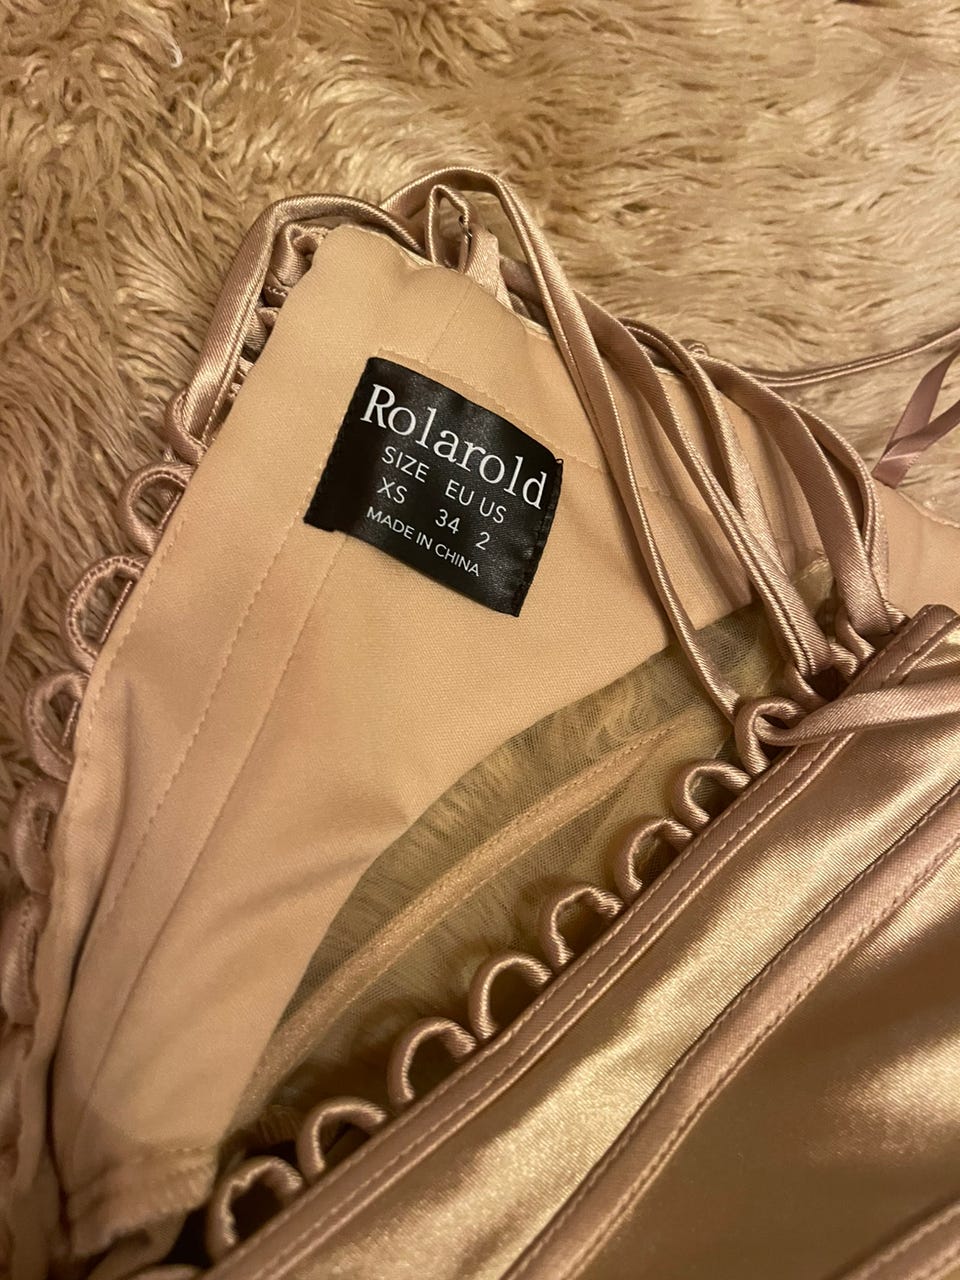 Rolarold
SIZE EU US
XS 34 2
MADE IN CHINA